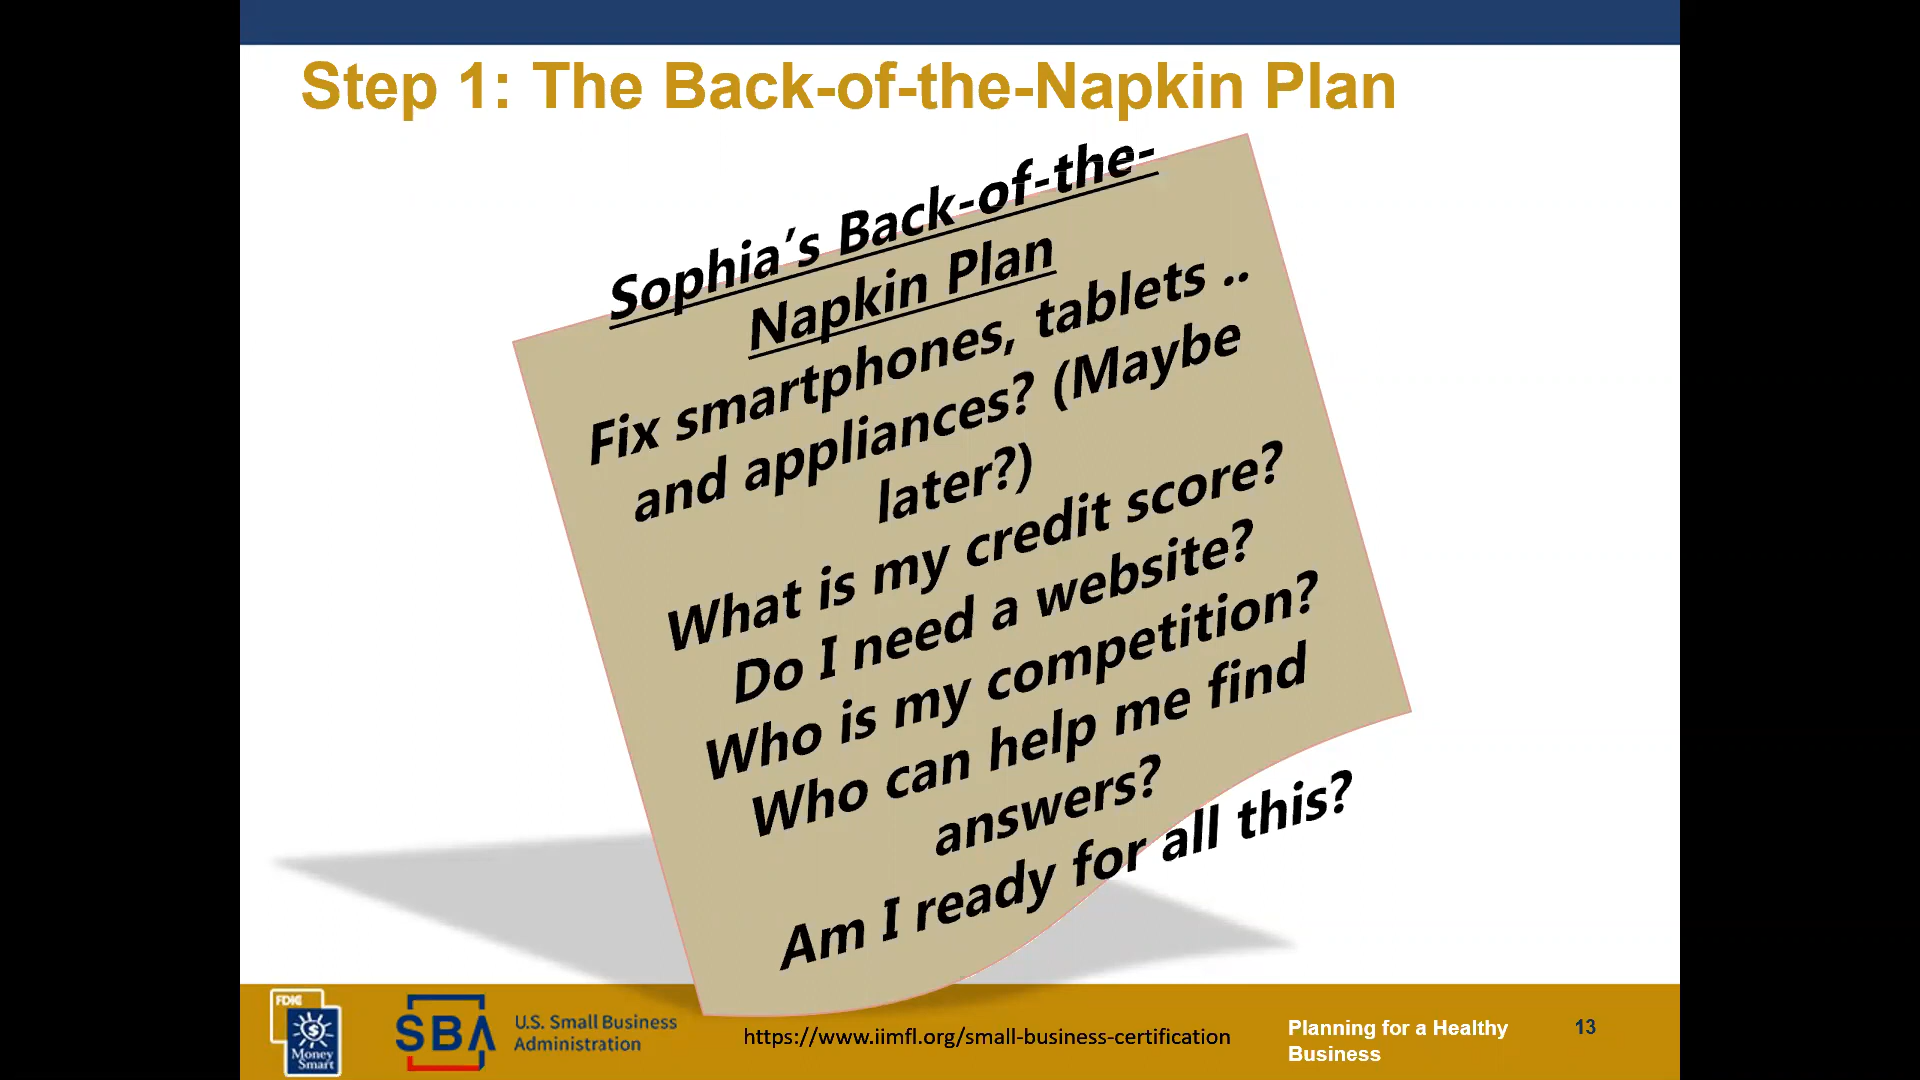 Step 1: The Back-of-the-Napkin Plan
Sophia’s Back-of-the-
Napkin Plan
Fix smartphones, tablets ..
and appliances? (Maybe
later?)
What is my credit score?
Do I need a website?
Who is my competition?
Who can help me find
answers?
Am I ready for all this?
FDIC
Money
Smart
SBA
U.S. Small Business
Administration
https://www.iimfl.org/small-business-certification
Planning for a Healthy
Business
13